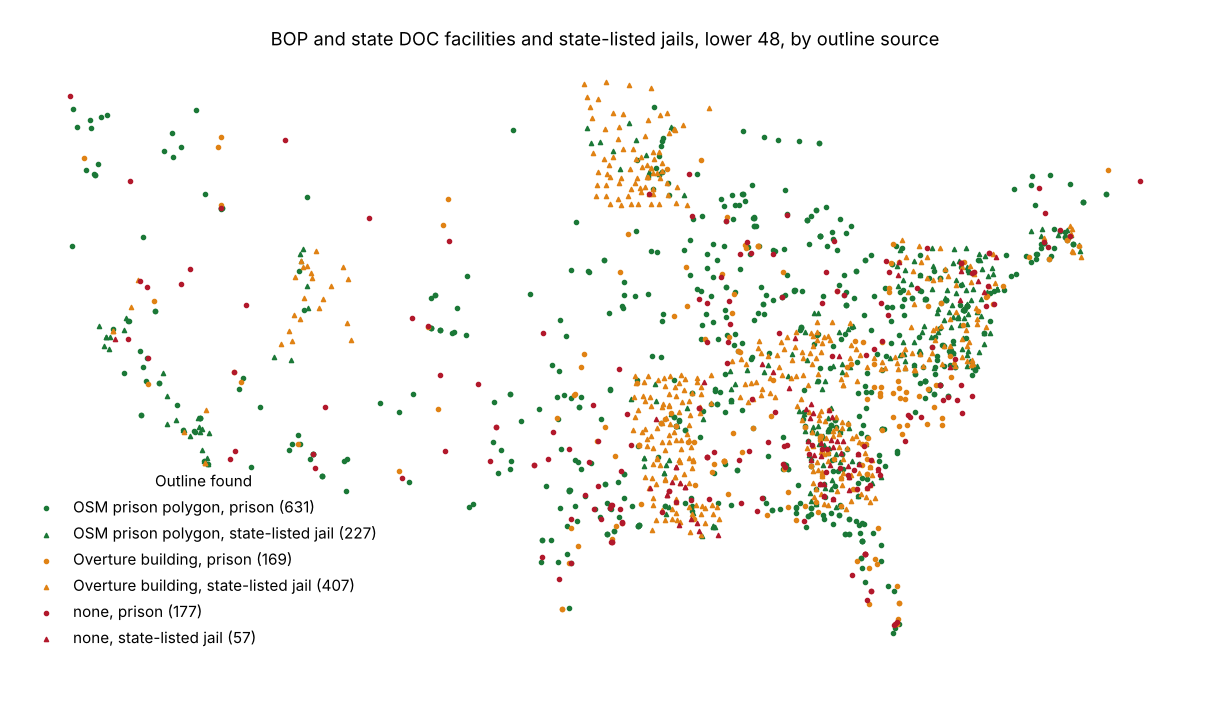 BOP and state DOC facilities and state-listed jails, lower 48, by outline source
Outline found
OSM prison polygon, prison (631)
OSM prison polygon, state-listed jail (227)
Overture building, prison (169)
Overture building, state-listed jail (407)
none, prison (177)
none, state-listed jail (57)